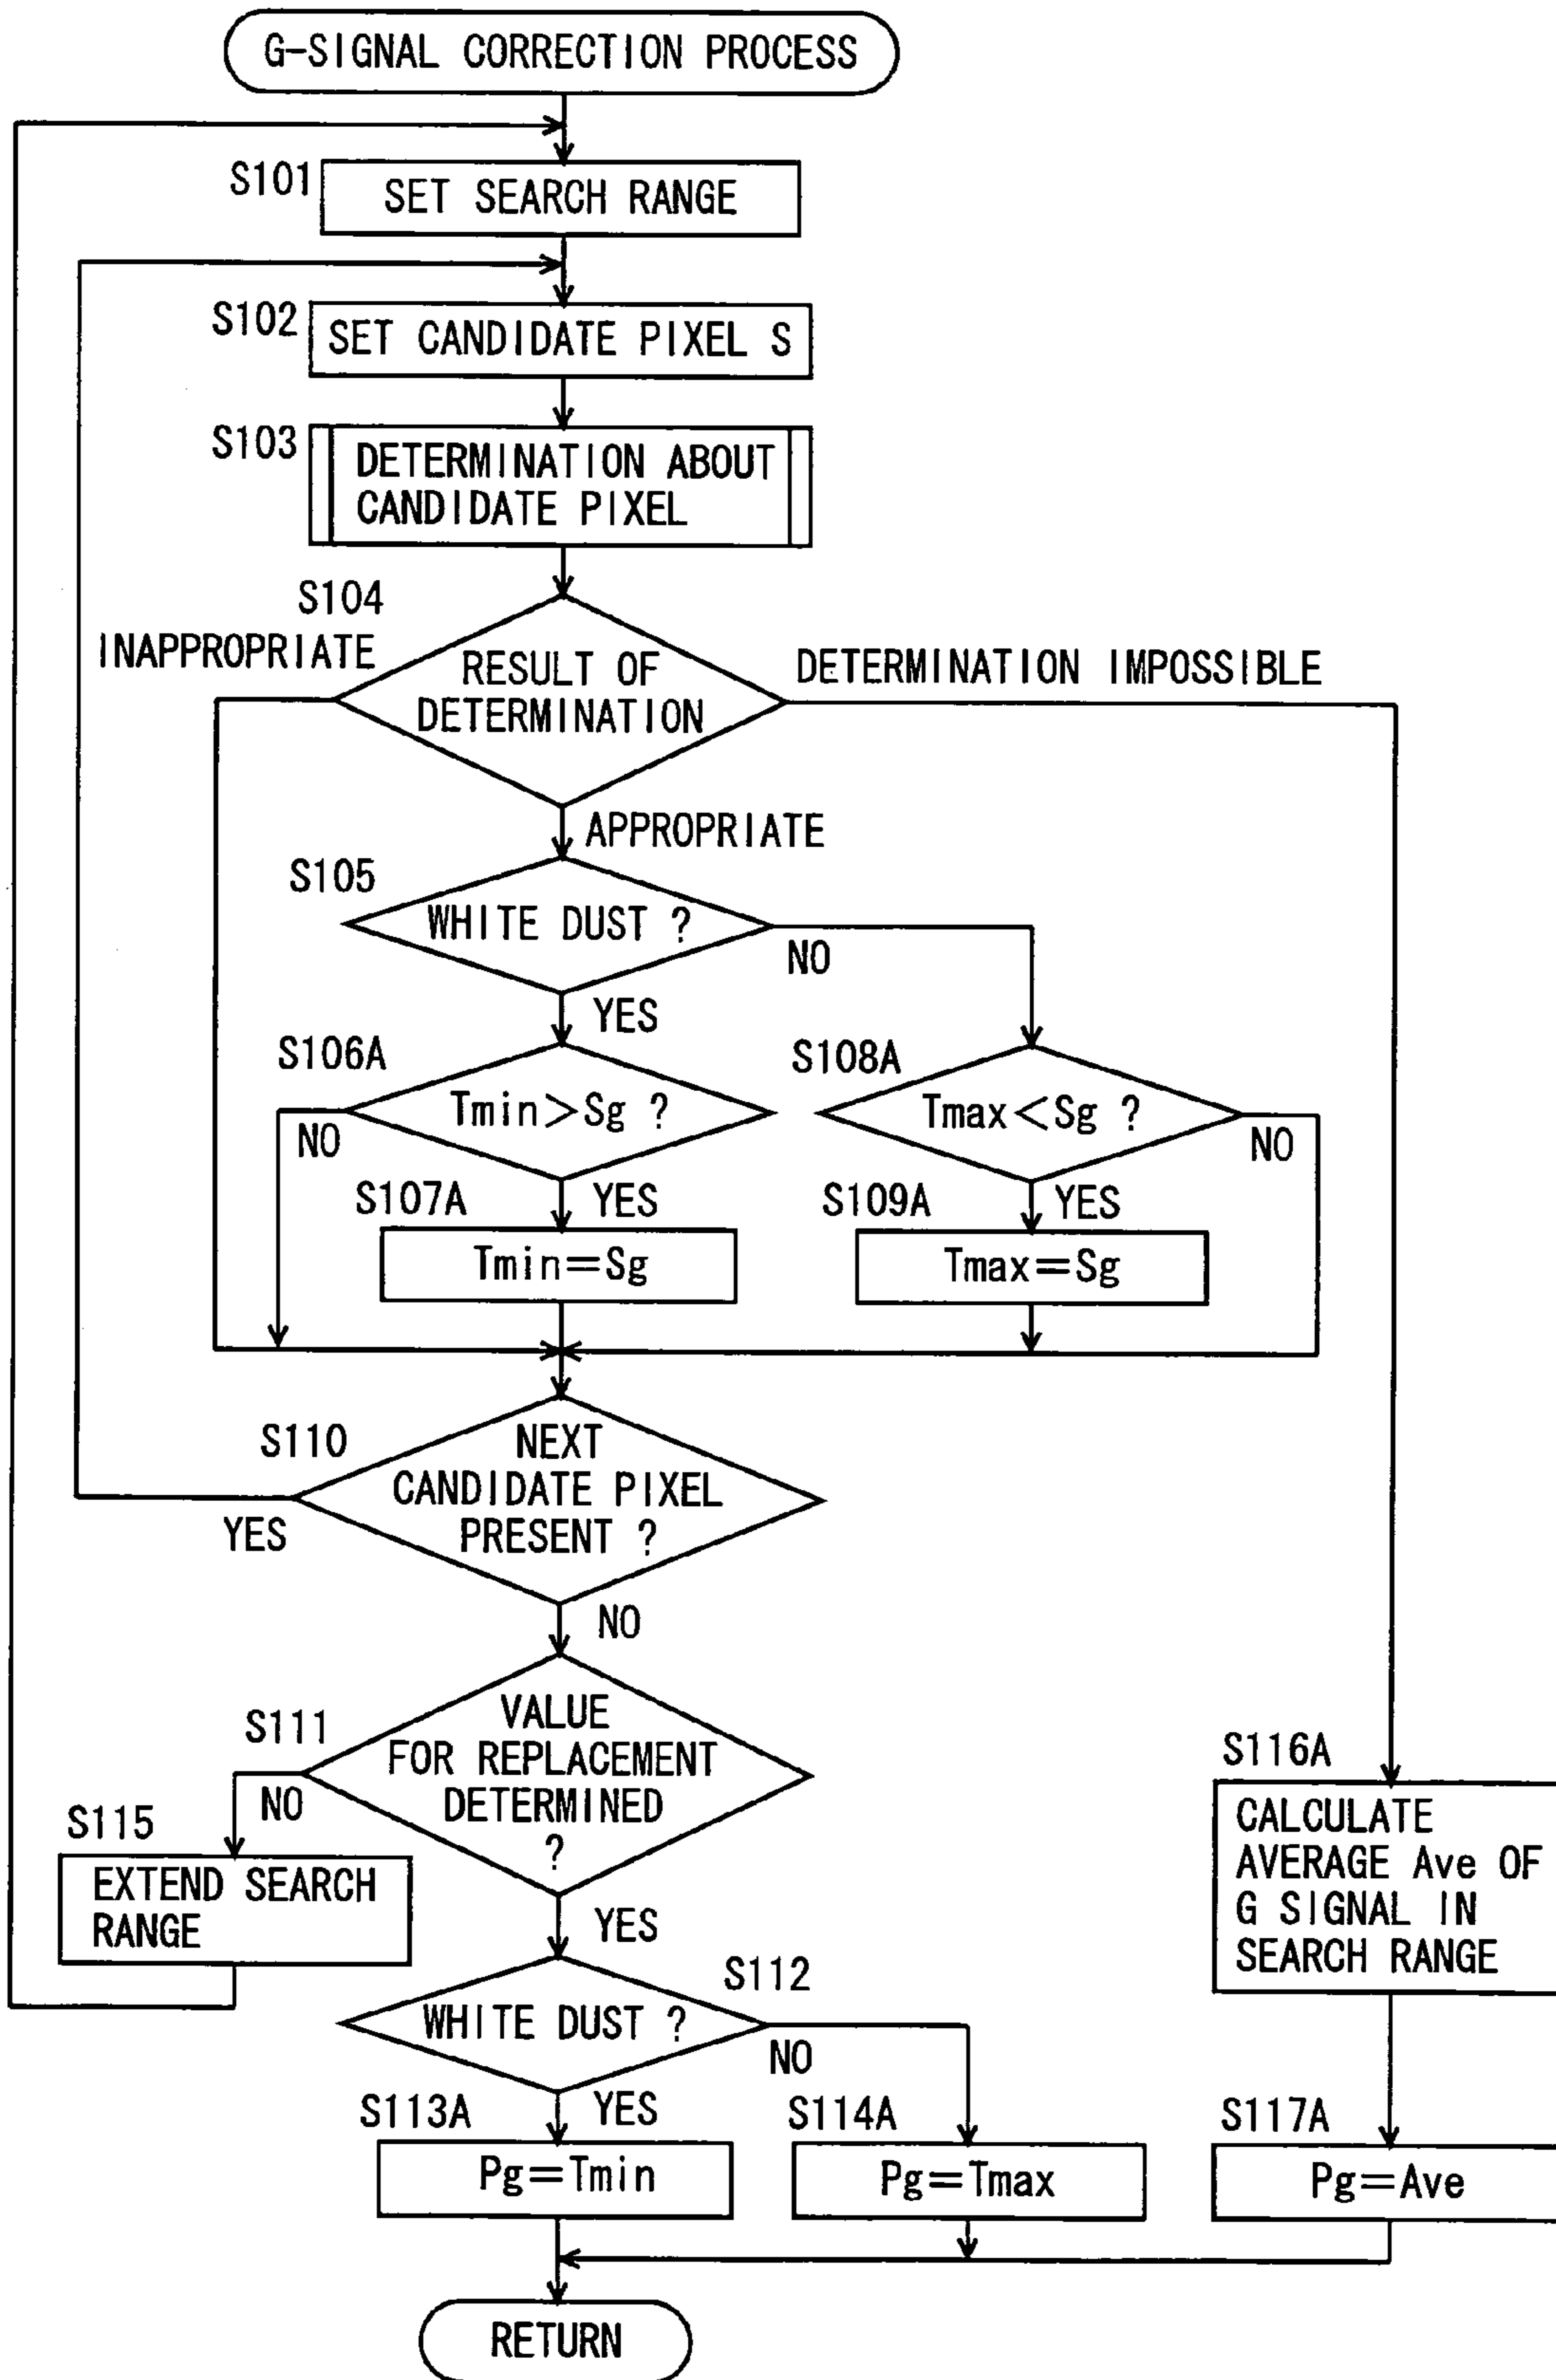 G-SIGNAL CORRECTION PROCESS
S101
SET SEARCH RANGE
S102
SET CANDIDATE PIXEL S
S103
DETERMINATION ABOUT
CANDIDATE PIXEL
S104
INAPPROPRIATE
RESULT OF
DETERMINATION
DETERMINATION IMPOSSIBLE
APPROPRIATE
S105
WHITE DUST ?
NO
YES
S106A
Tmin>Sg ?
NO
S108A
Tmax<Sg ?
NO
S107A
YES
Tmin=Sg
S109A
YES
Tmax=Sg
S110
NEXT
CANDIDATE PIXEL
PRESENT ?
YES
NO
S111
VALUE
FOR REPLACEMENT
DETERMINED
?
NO
S115
EXTEND SEARCH
RANGE
YES
S116A
CALCULATE
AVERAGE Ave OF
G SIGNAL IN
SEARCH RANGE
S112
WHITE DUST ?
NO
S113A
YES
Pg=Tmin
S114A
Pg=Tmax
S117A
Pg=Ave
RETURN